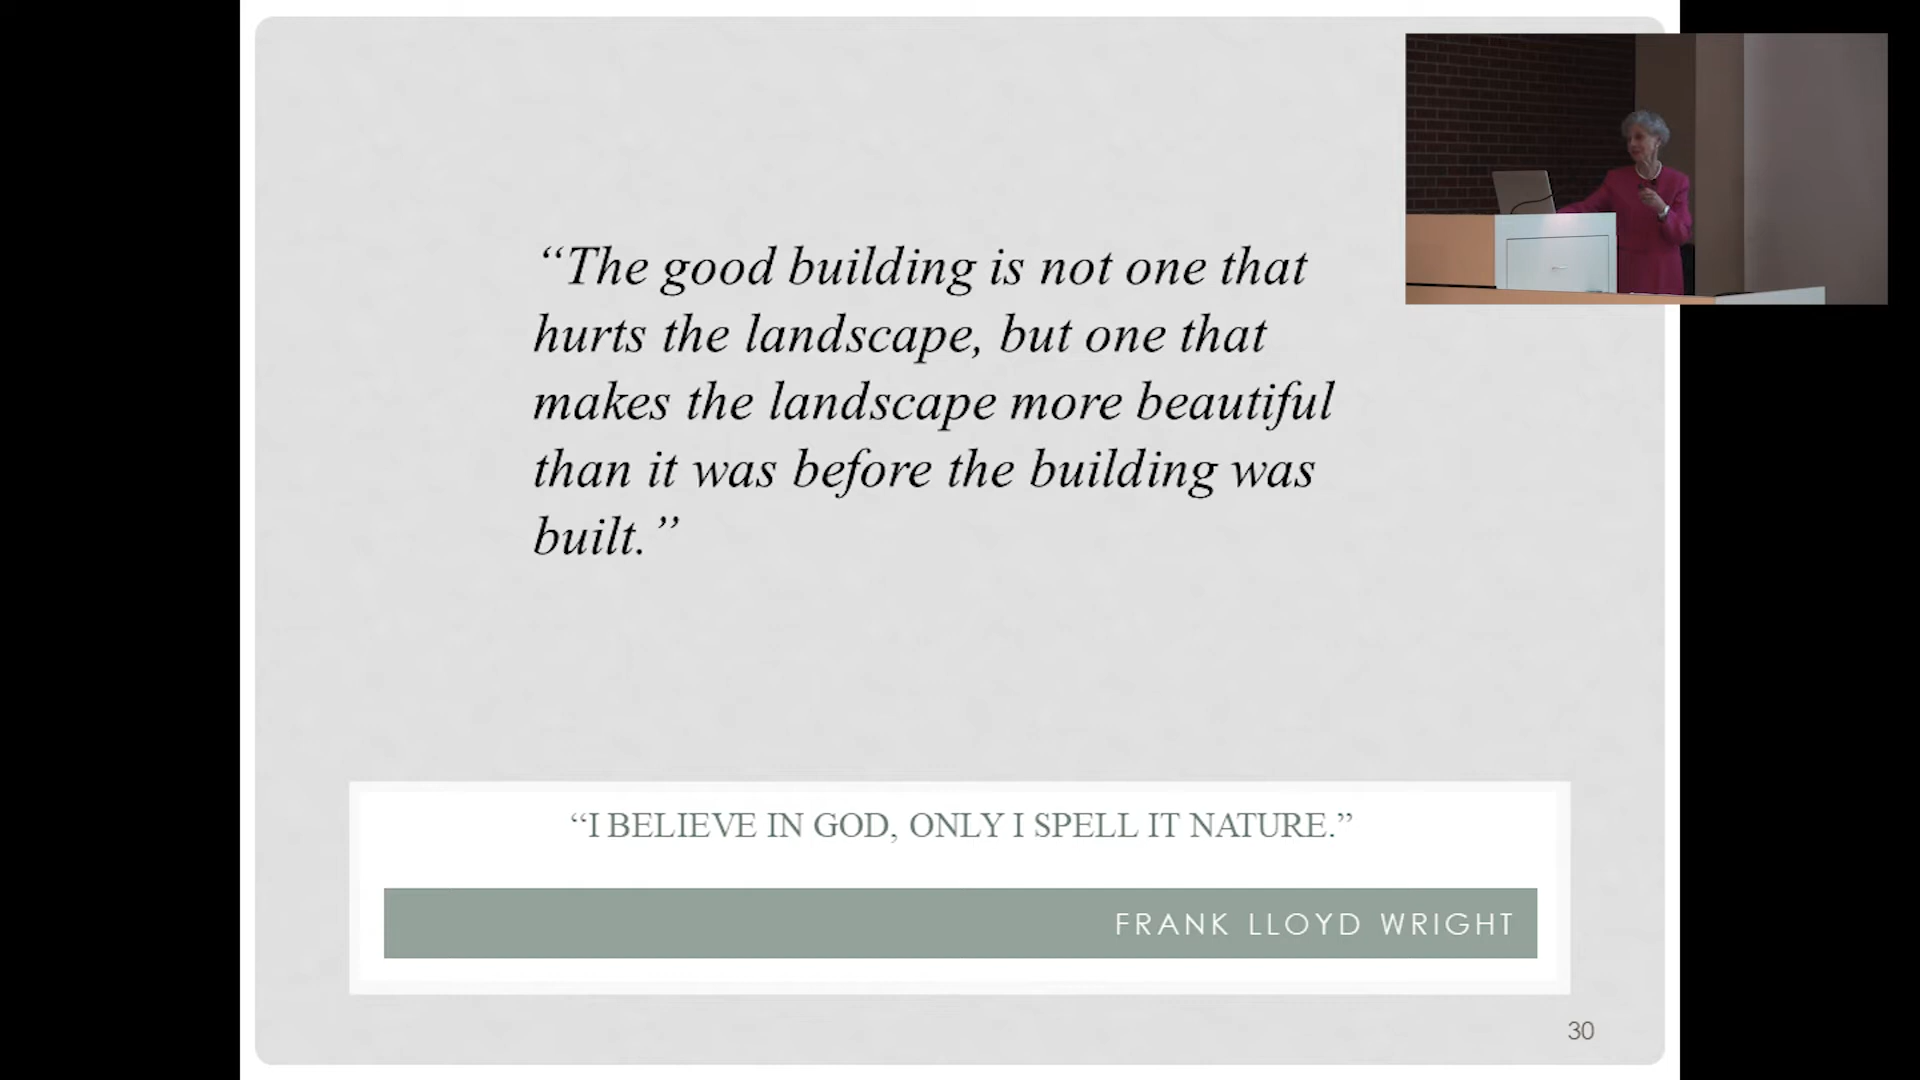 “The good building is not one that
hurts the landscape, but one that
makes the landscape more beautiful
than it was before the building was
built.”
“I BELIEVE IN GOD, ONLY I SPELL IT NATURE.”
FRANK LLOYD WRIGHT
30